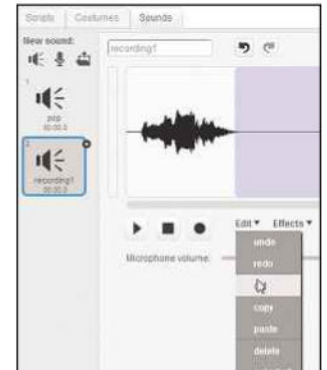 Scripts Costumes Sounds
New sound:
recording1
1
pop
00:00.0
2
recording1
00:00.3
Edit Effects
Microphone volume:
undo
redo
copy
paste
delete